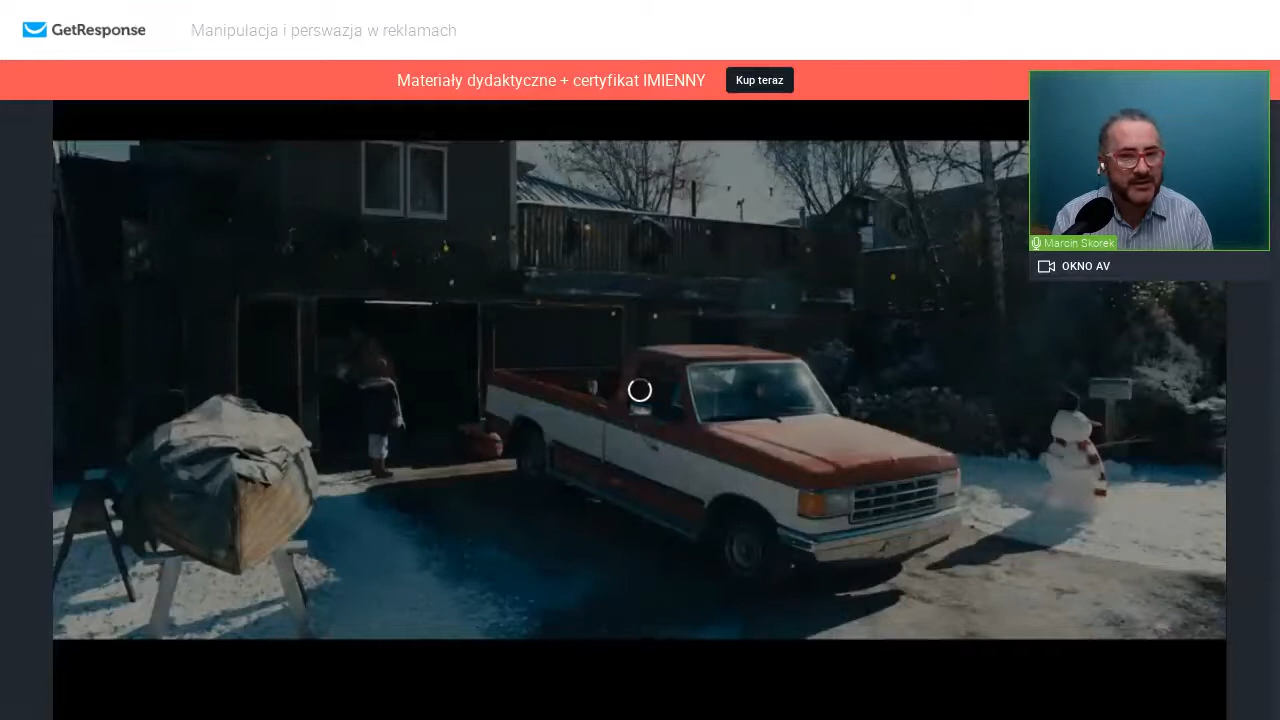 GetResponse
Manipulacja i perswazja w reklamach
Materiały dydaktyczne + certyfikat IMIENNY
Kup teraz
Marcin Skorek
OKNO AV